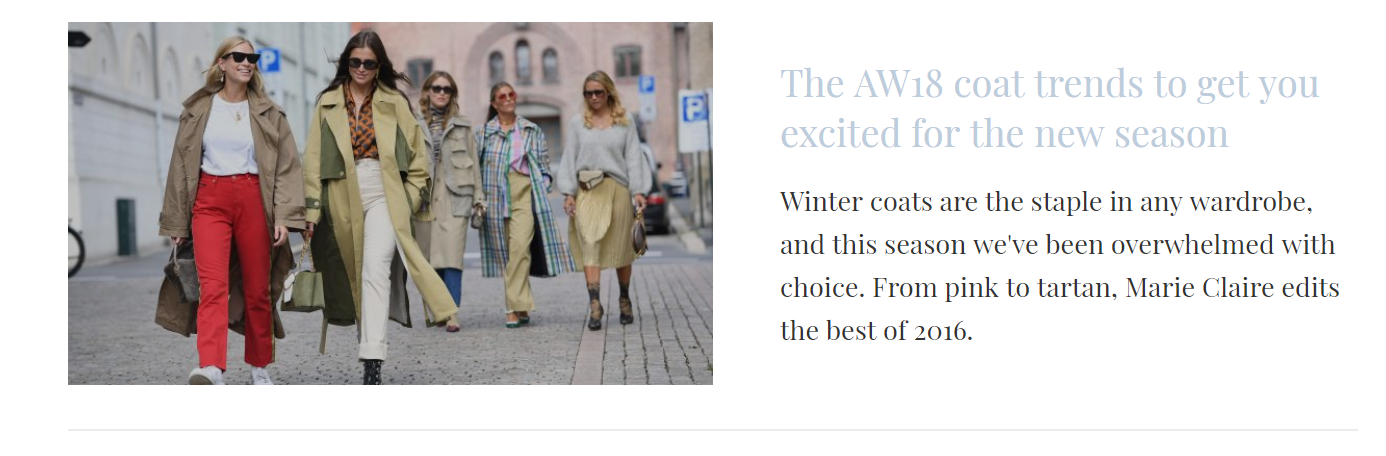 P
P
P
The AW18 coat trends to get you
excited for the new season
Winter coats are the staple in any wardrobe,
and this season we've been overwhelmed with
choice. From pink to tartan, Marie Claire edits
the best of 2016.